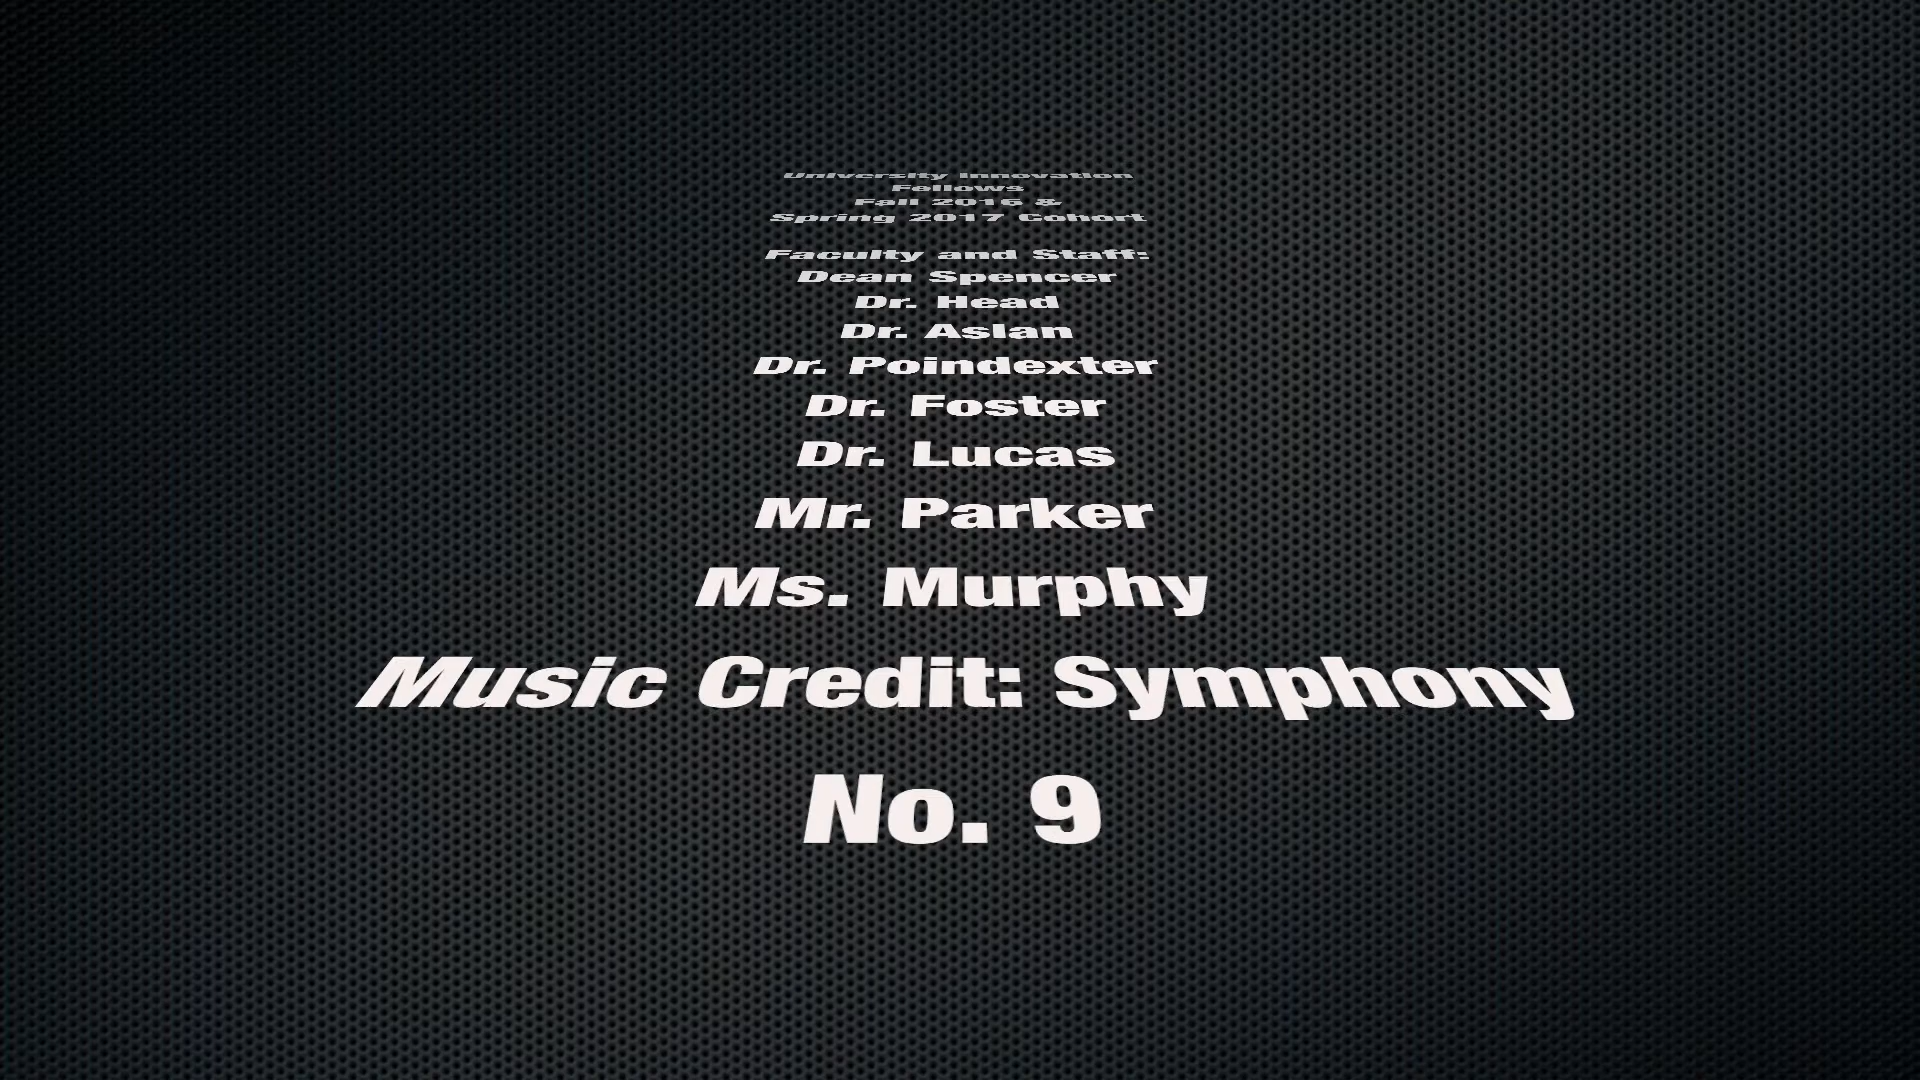 University Innovation
Fellows
Fall 2016 &
Spring 2017 Cohort
Faculty and Staff:
Dean Spencer
Dr. Head
Dr. Aslan
Dr. Poindexter
Dr. Foster
Dr. Lucas
Mr. Parker
Ms. Murphy
Music Credit: Symphony
No. 9